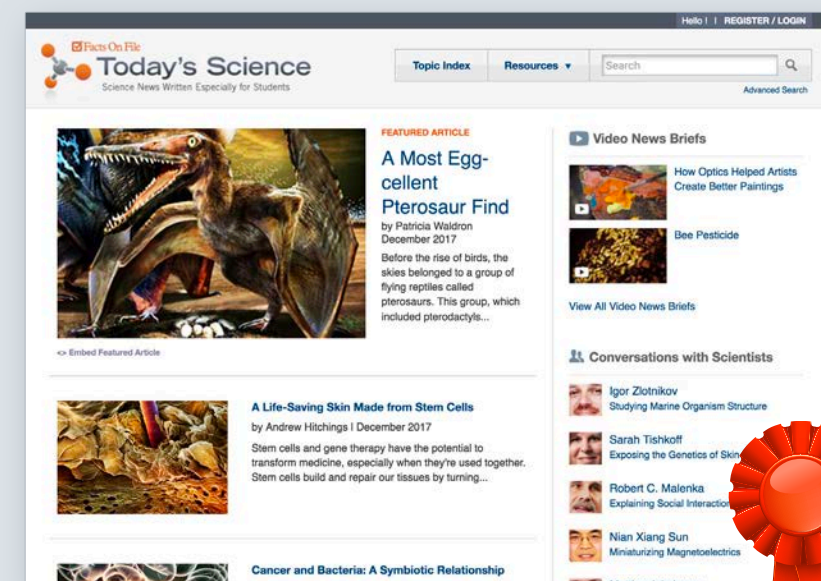 Hello ! | REGISTER / LOGIN
Facts On File
Today's Science
Science News Written Especially for Students
Topic Index
Resources ▼
Search
Advanced Search
FEATURED ARTICLE
A Most Egg-
cellent
Pterosaur Find
by Patricia Waldron
December 2017
Before the rise of birds, the
skies belonged to a group of
flying reptiles called
pterosaurs. This group, which
included pterodactyls...
<> Embed Featured Article
A Life-Saving Skin Made from Stem Cells
by Andrew Hitchings | December 2017
Stem cells and gene therapy have the potential to
transform medicine, especially when they're used together.
Stem cells build and repair our tissues by turning...
Cancer and Bacteria: A Symbiotic Relationship
Video News Briefs
How Optics Helped Artists
Create Better Paintings
Bee Pesticide
View All Video News Briefs
Conversations with Scientists
Igor Zlotnikov
Studying Marine Organism Structure
Sarah Tishkoff
Exposing the Genetics of Skin
Robert C. Malenka
Explaining Social Interaction
Nian Xiang Sun
Miniaturizing Magnetoelectrics